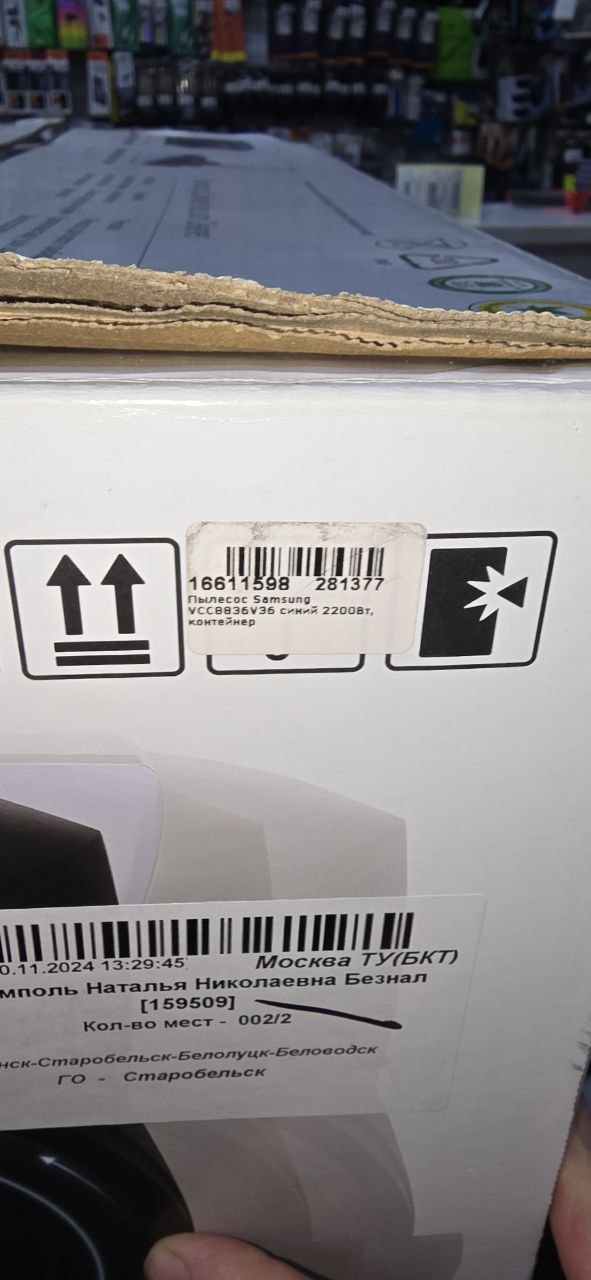 16611598 281377
Пылесос Samsung
VCC8836V36 синий 2200Вт,
контейнер
0.11.2024 13:29:45 Москва ТУ(БКТ)
мполь Наталья Николаевна Безнал
[159509]
Кол-во мест - 002/2
нск-Старобельск-Белолуцк-Беловодск
ГО - Старобельск